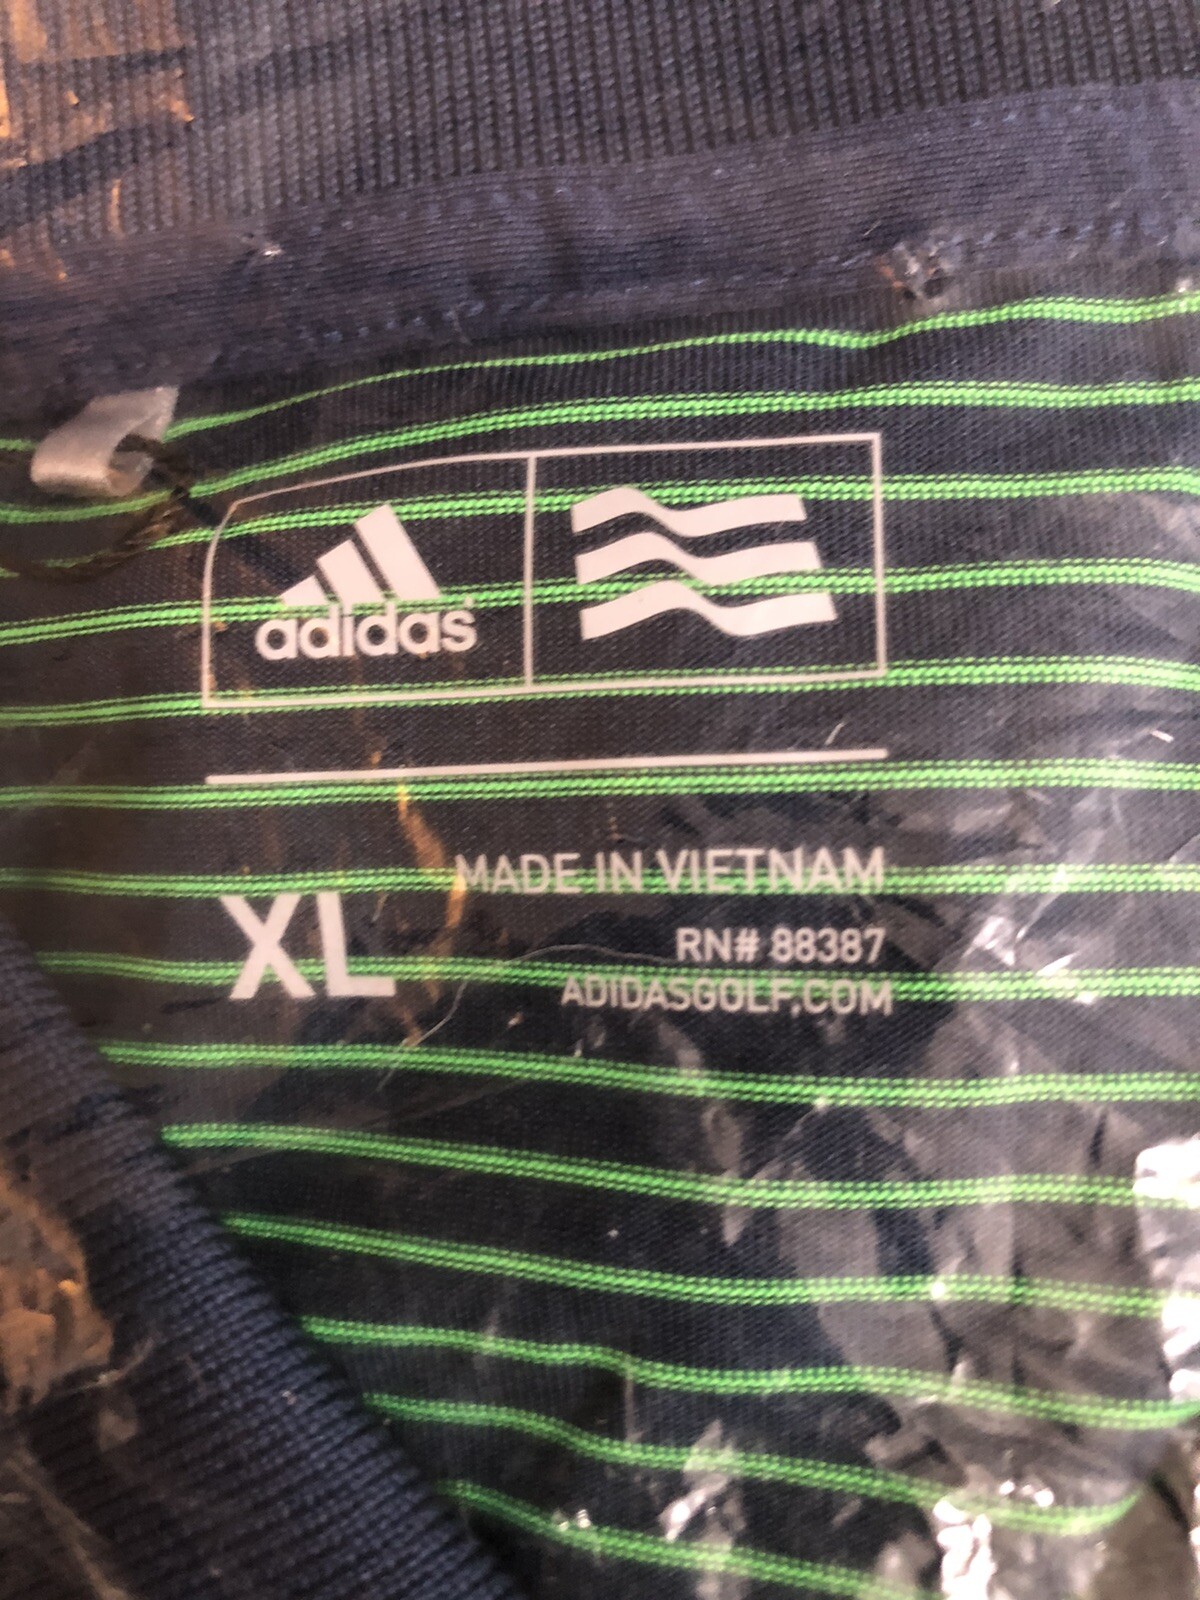 adidas
XL
MADE IN VIETNAM
RN# 88387
ADIDASGOLF.COM